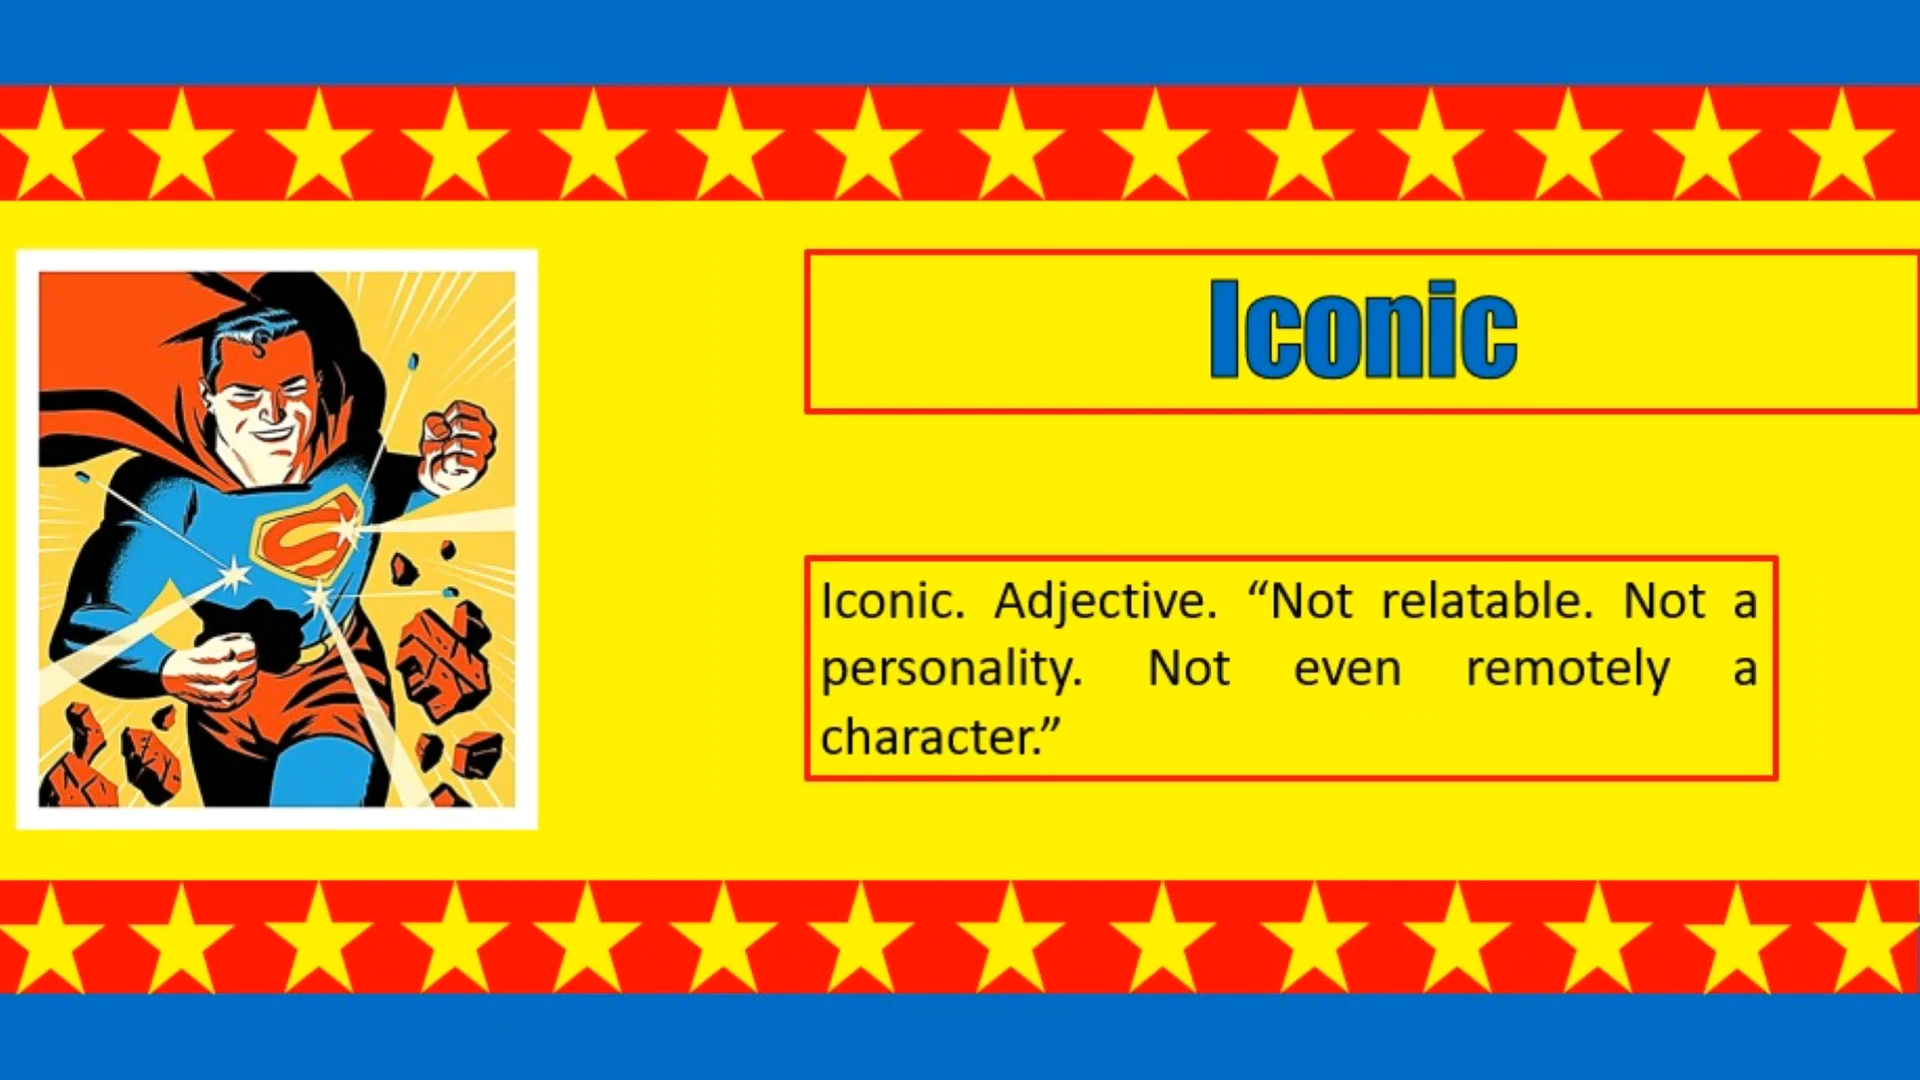 Iconic
Iconic. Adjective. “Not relatable. Not a
personality. Not even remotely a
character.”
S